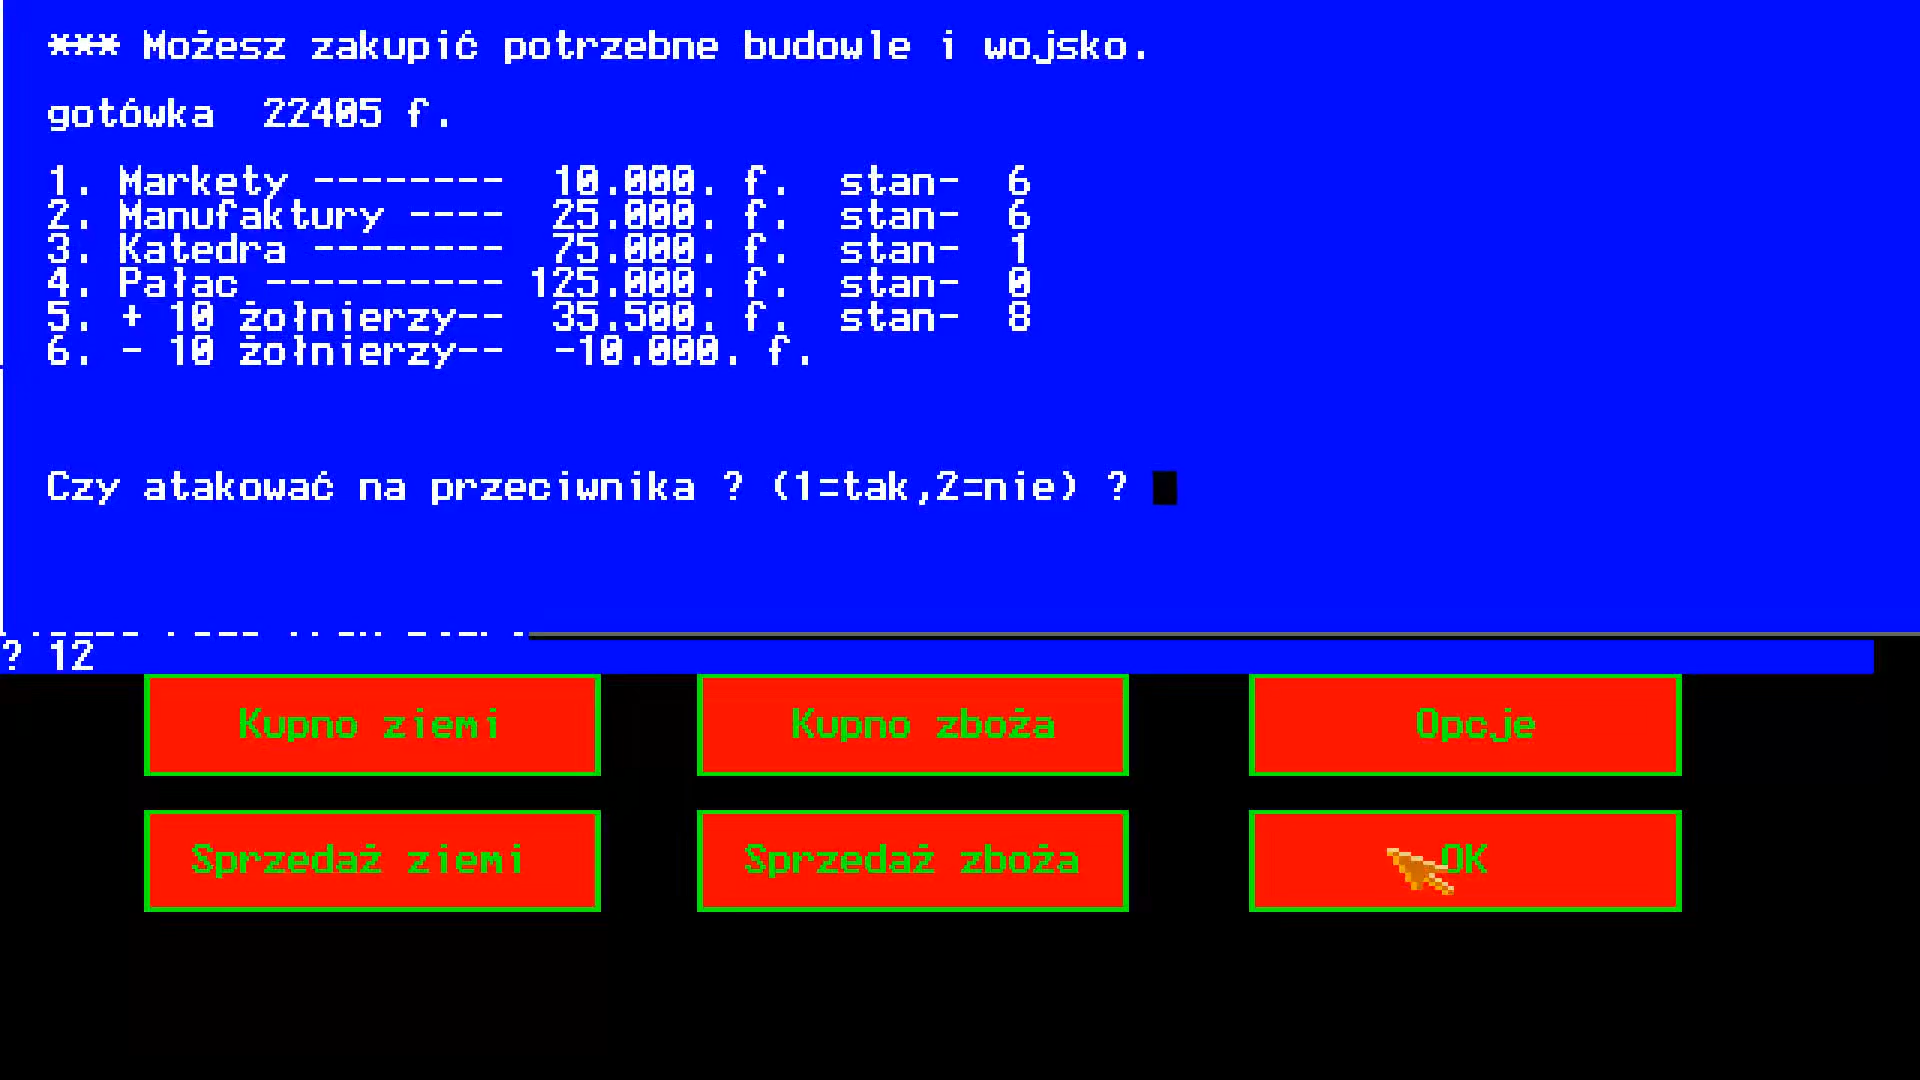 *** Możesz zakupić potrzebne budowle i wojsko.
gotówka 22405 f.
1. Markety -------- 10.000. f. stan- 6
2. Manufaktury ---- 25.000. f. stan- 6
3. Katedra -------- 75.000. f. stan- 1
4. Pałac ---------- 125.000. f. stan- 0
5. + 10 żołnierzy-- 35.500. f. stan- 8
6. - 10 żołnierzy-- -10.000. f.
Czy atakować na przeciwnika ? (1=tak,2=nie) ?
? 12
Kupno ziemi Kupno zboża Opcje
Sprzedaż ziemi Sprzedaż zboża OK